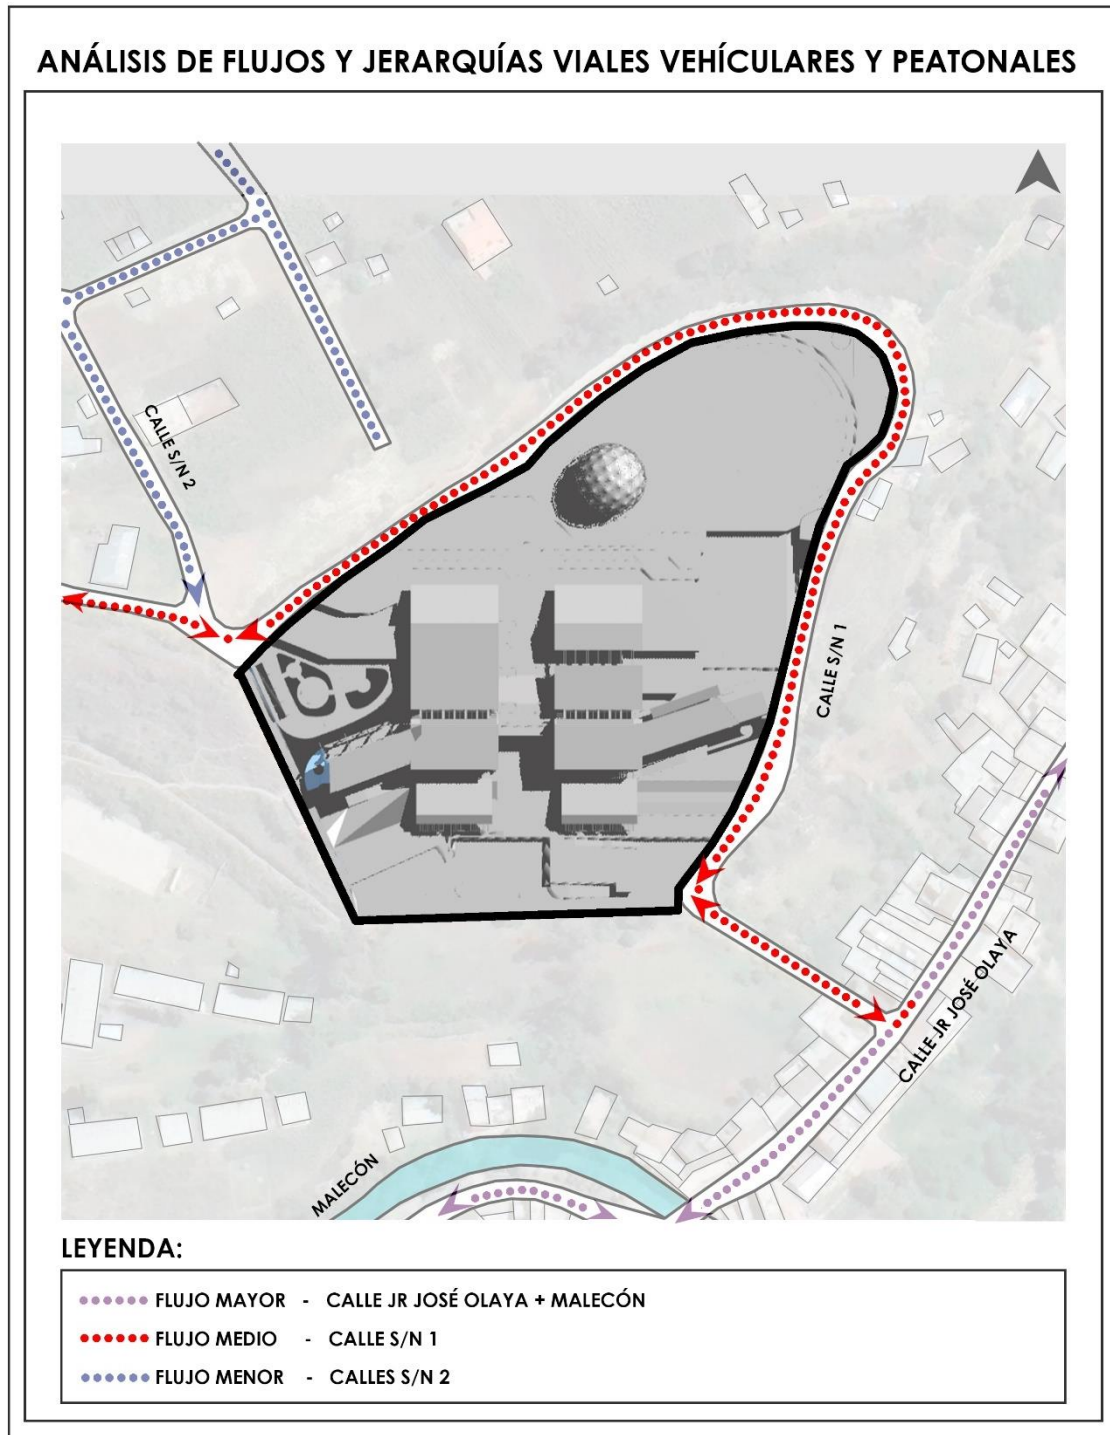 ANÁLISIS DE FLUJOS Y JERARQUÍAS VIALES VEHÍCULARES Y PEATONALES
CALLE S/N 2
CALLE S/N 1
CALLE JR JOSÉ OLAYA
MALECÓN
LEYENDA:
FLUJO MAYOR - CALLE JR JOSÉ OLAYA + MALECÓN
FLUJO MEDIO - CALLE S/N 1
FLUJO MENOR - CALLES S/N 2